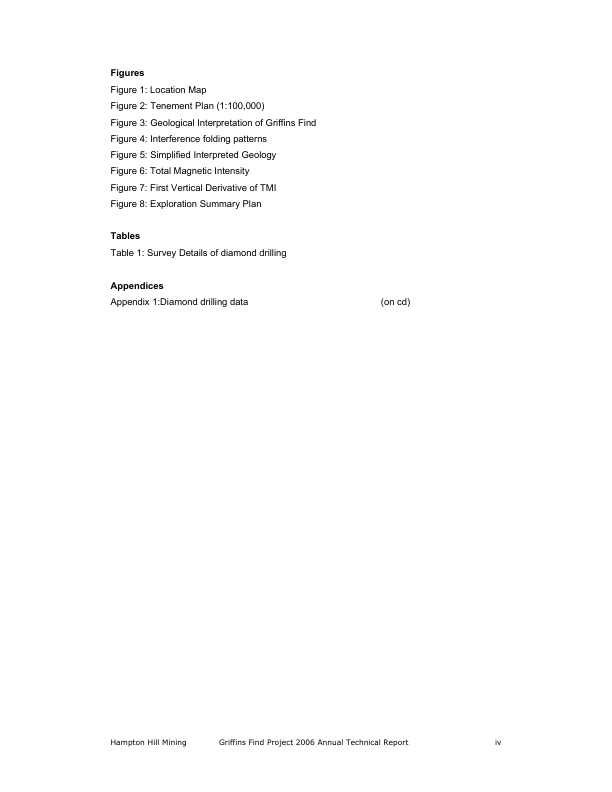 Figures
Figure 1: Location Map
Figure 2: Tenement Plan (1:100,000)
Figure 3: Geological Interpretation of Griffins Find
Figure 4: Interference folding patterns
Figure 5: Simplified Interpreted Geology
Figure 6: Total Magnetic Intensity
Figure 7: First Vertical Derivative of TMI
Figure 8: Exploration Summary Plan
Tables
Table 1: Survey Details of diamond drilling
Appendices
Appendix 1:Diamond drilling data (on cd)
Hampton Hill Mining Griffins Find Project 2006 Annual Technical Report iv